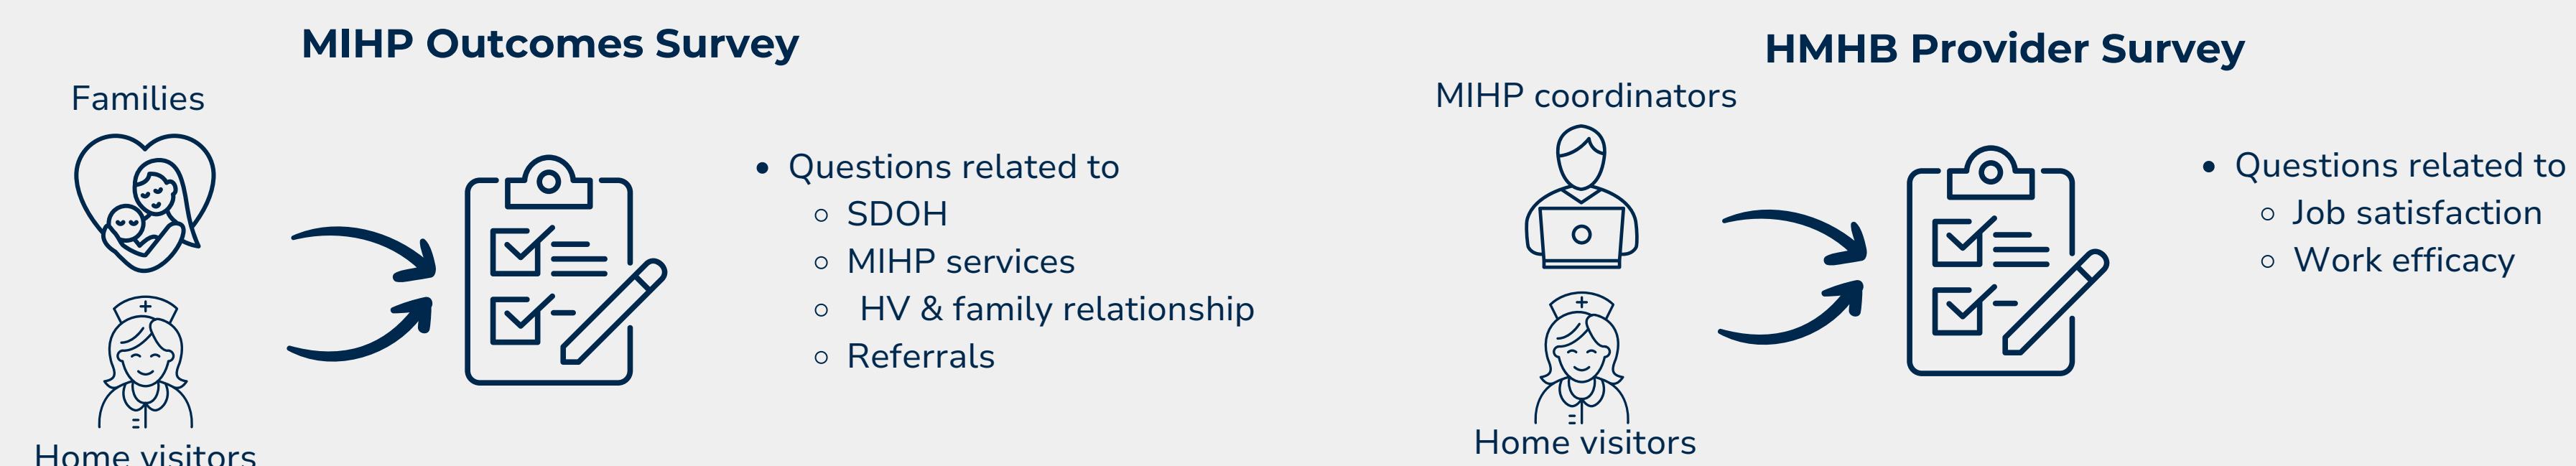 MIHP Outcomes Survey
Families
Home visitors
• Questions related to
○ SDOH
○ MIHP services
○ HV & family relationship
○ Referrals
HMHB Provider Survey
MIHP coordinators
Home visitors
• Questions related to
○ Job satisfaction
○ Work efficacy